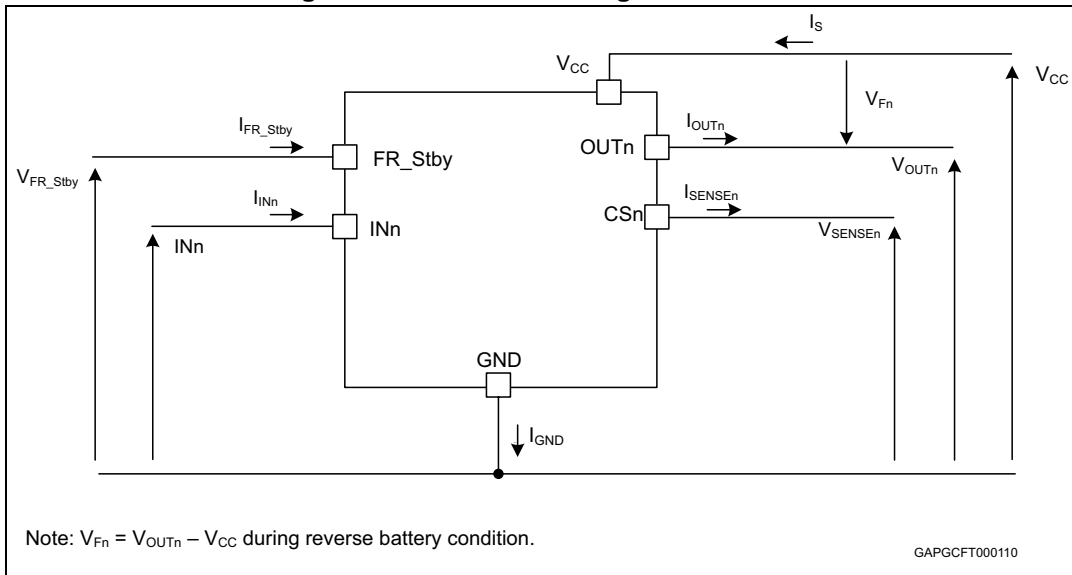 I_S
V_CC
V_CC
V_Fn
I_FR_Stby
I_OUTn
FR_Stby
OUTn
V_FR_Stby
V_OUTn
I_INn
I_SENSEn
INn
CSn
INn
V_SENSEn
GND
I_GND
Note: V_Fn = V_OUTn – V_CC during reverse battery condition.
GAPGCFT000110